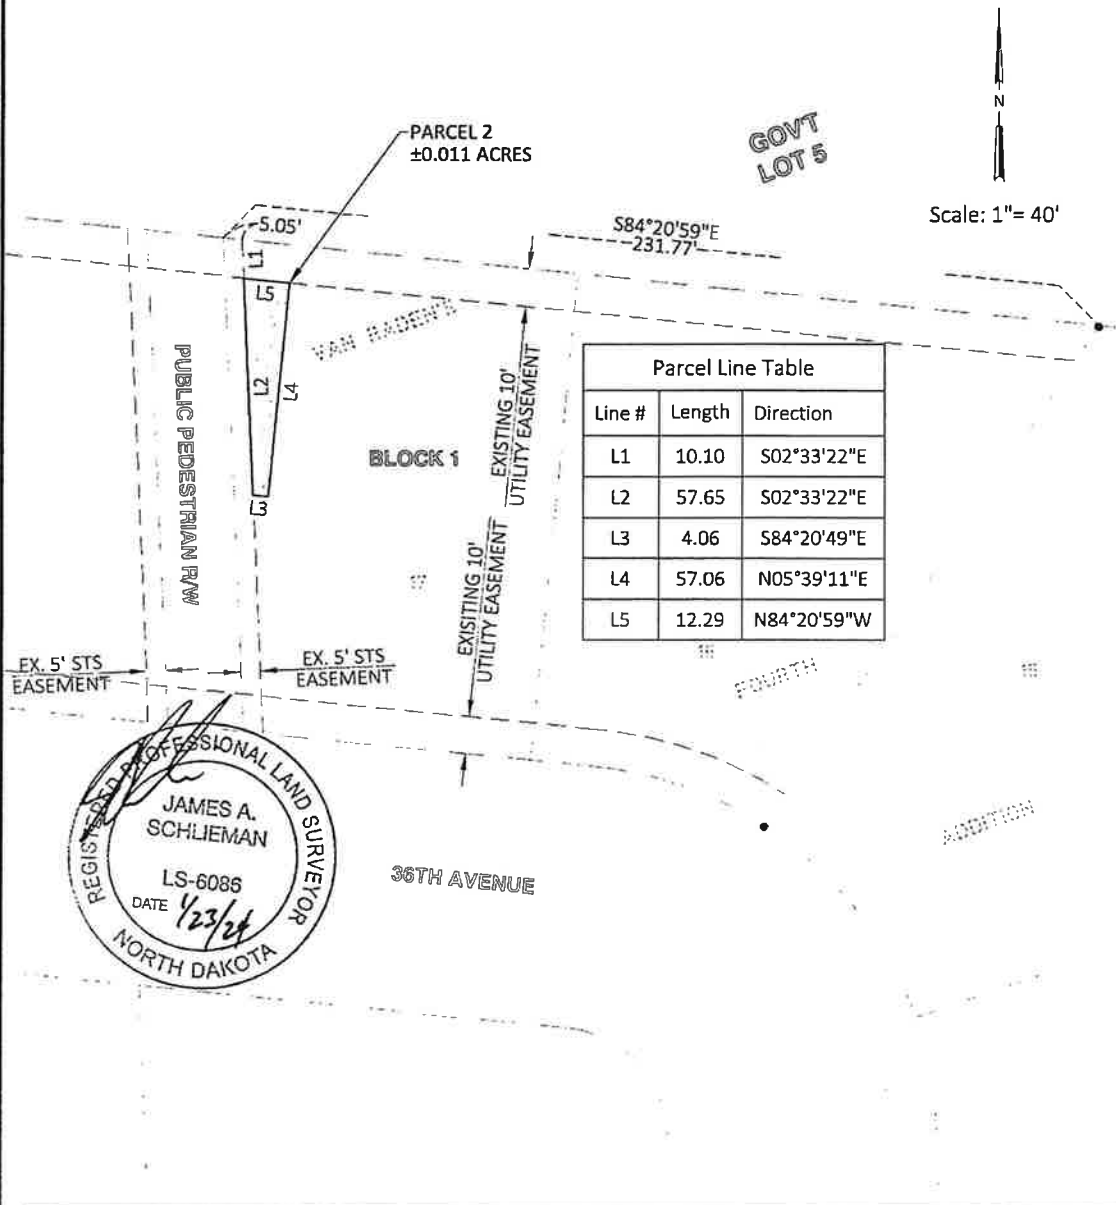 N
Scale: 1"= 40'
GOV'T
LOT 5
PARCEL 2
±0.011 ACRES
5.05'
S84°20'59"E
231.77'
L1
L5
L2
L4
L3
VAN RADEN'S
PUBLIC PEDESTRIAN R/W
BLOCK 1
EXISTING 10'
UTILITY EASEMENT
EXISITING 10'
UTILITY EASEMENT
Parcel Line Table
Line # Length Direction
L1 10.10 S02°33'22"E
L2 57.65 S02°33'22"E
L3 4.06 S84°20'49"E
L4 57.06 N05°39'11"E
L5 12.29 N84°20'59"W
EX. 5' STS
EASEMENT
EX. 5' STS
EASEMENT
FOURTH
ADDITION
36TH AVENUE
REGISTERED PROFESSIONAL LAND SURVEYOR
JAMES A.
SCHLIEMAN
LS-6086
DATE 1/23/24
NORTH DAKOTA